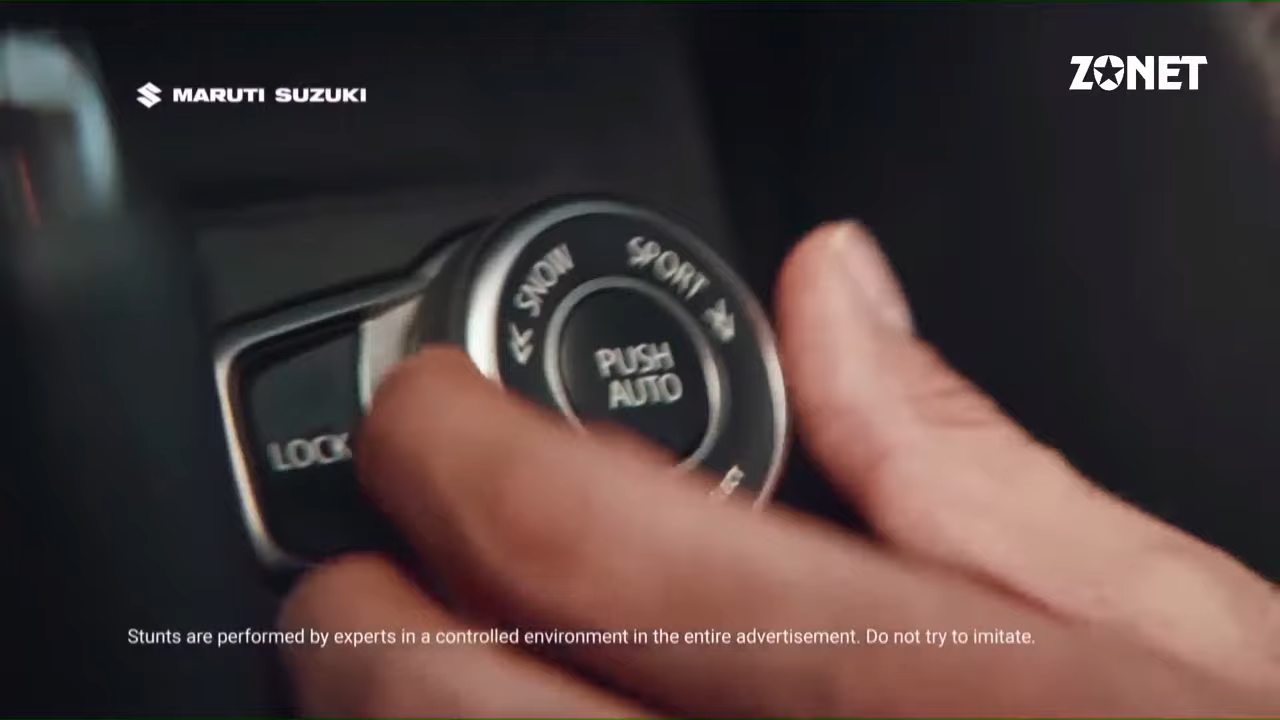 MARUTI SUZUKI
ZONET
SNOW
SPORT
PUSH
AUTO
LOCK
Stunts are performed by experts in a controlled environment in the entire advertisement. Do not try to imitate.